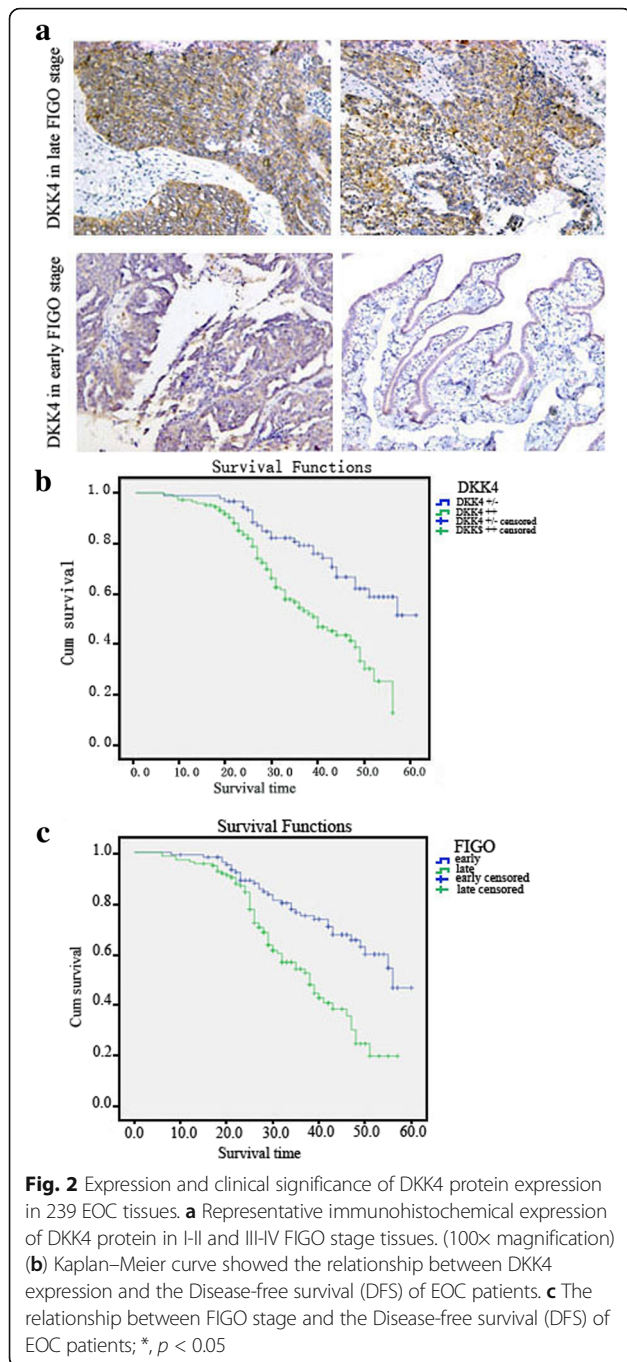 a
DKK4 in late FIGO stage
DKK4 in early FIGO stage
b
Survival Functions
DKK4
DKK4 +/-
DKK4 ++
DKK4 +/- censored
DKKS ++ censored
Cum survival
1.0
0.8
0.6
0.4
0.2
0.0
0.0 10.0 20.0 30.0 40.0 50.0 60.0
Survival time
c
Survival Functions
FIGO
early
late
early censored
late censored
Cum survival
1.0
0.8
0.6
0.4
0.2
0.0
0.0 10.0 20.0 30.0 40.0 50.0 60.0
Survival time
Fig. 2 Expression and clinical significance of DKK4 protein expression
in 239 EOC tissues. a Representative immunohistochemical expression
of DKK4 protein in I-II and III-IV FIGO stage tissues. (100× magnification)
(b) Kaplan–Meier curve showed the relationship between DKK4
expression and the Disease-free survival (DFS) of EOC patients. c The
relationship between FIGO stage and the Disease-free survival (DFS) of
EOC patients; *, p < 0.05